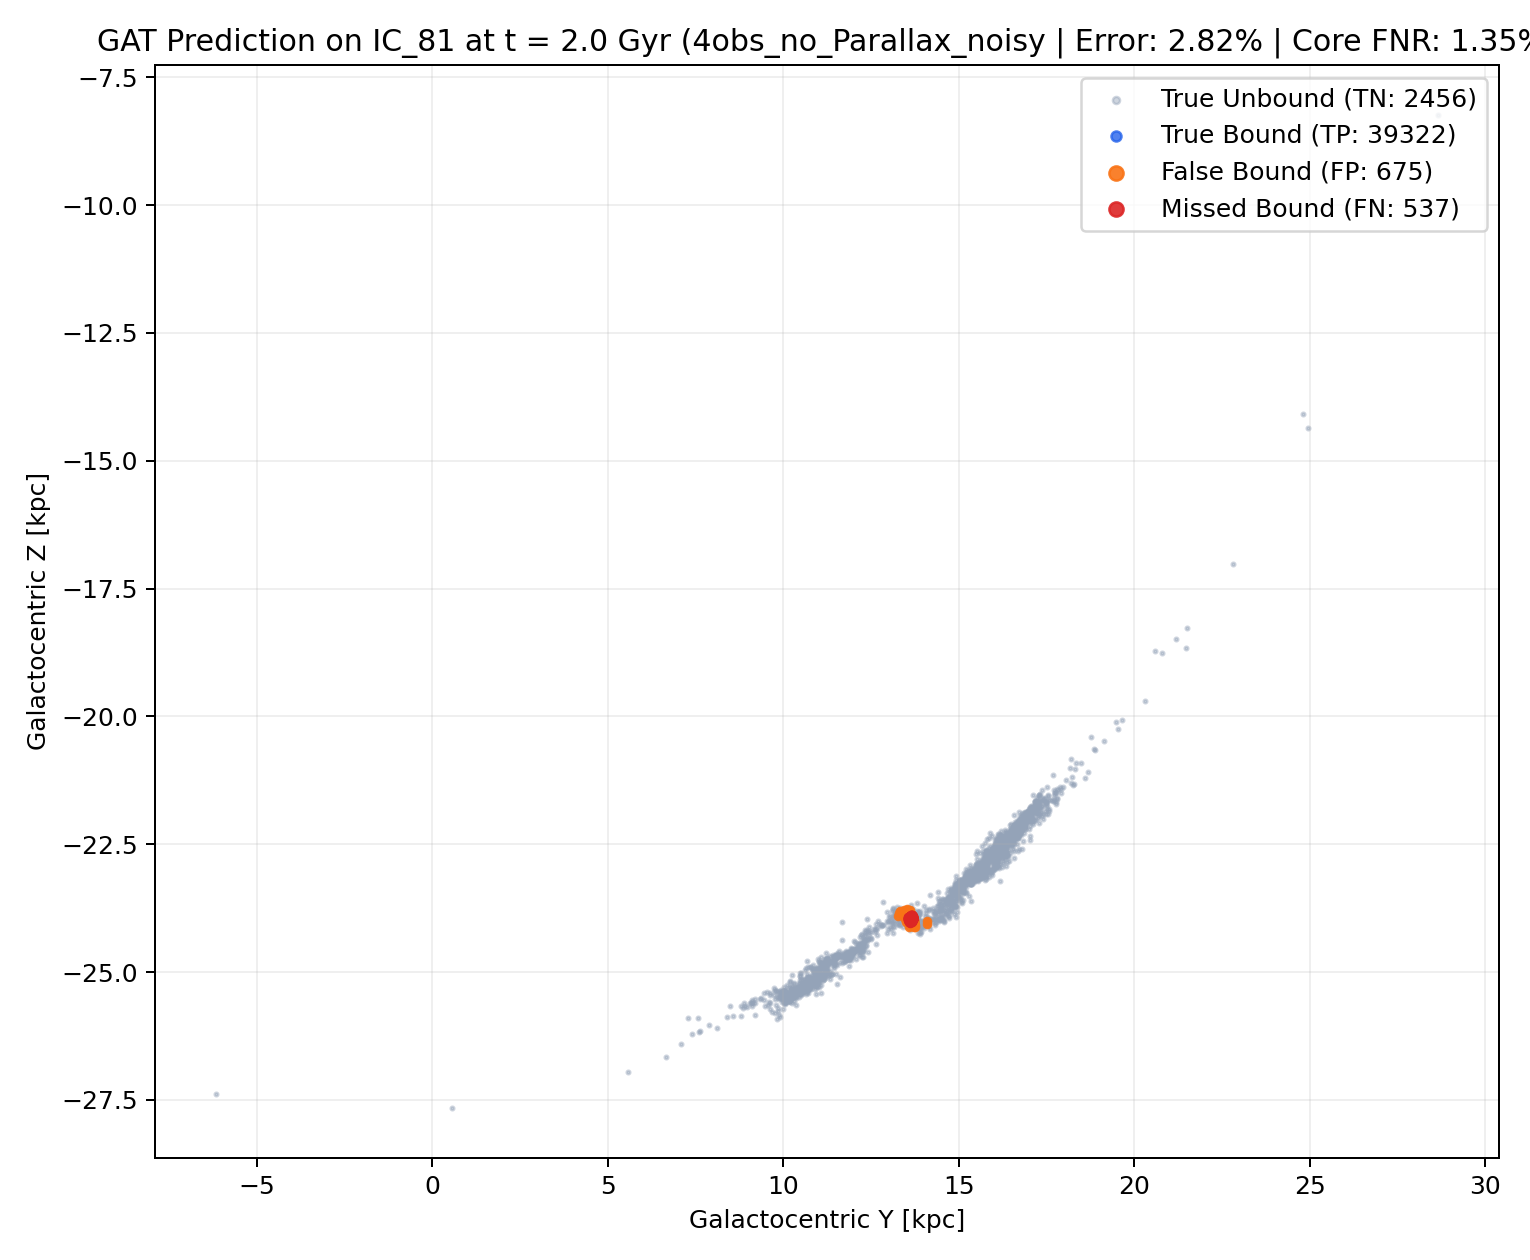 GAT Prediction on IC_81 at t = 2.0 Gyr (4obs_no_Parallax_noisy | Error: 2.82% | Core FNR: 1.35%
True Unbound (TN: 2456)
True Bound (TP: 39322)
False Bound (FP: 675)
Missed Bound (FN: 537)
Galactocentric Z [kpc]
−7.5
−10.0
−12.5
−15.0
−17.5
−20.0
−22.5
−25.0
−27.5
−5
0
5
10
15
20
25
30
Galactocentric Y [kpc]